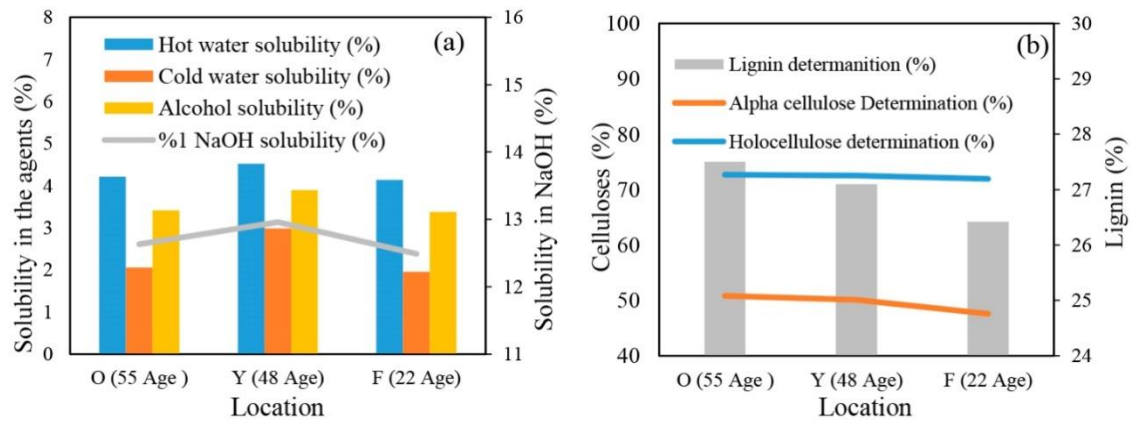 (a)
Hot water solubility (%)
Cold water solubility (%)
Alcohol solubility (%)
%1 NaOH solubility (%)
Solubility in the agents (%)
8
7
6
5
4
3
2
1
0
16
15
14
13
12
11
Solubility in NaOH (%)
O (55 Age )
Y (48 Age)
F (22 Age)
Location
(b)
Lignin determanition (%)
Alpha cellulose Determination (%)
Holocellulose determination (%)
Celluloses (%)
100
90
80
70
60
50
40
30
29
28
27
26
25
24
Lignin (%)
O (55 Age )
Y (48 Age)
F (22 Age)
Location